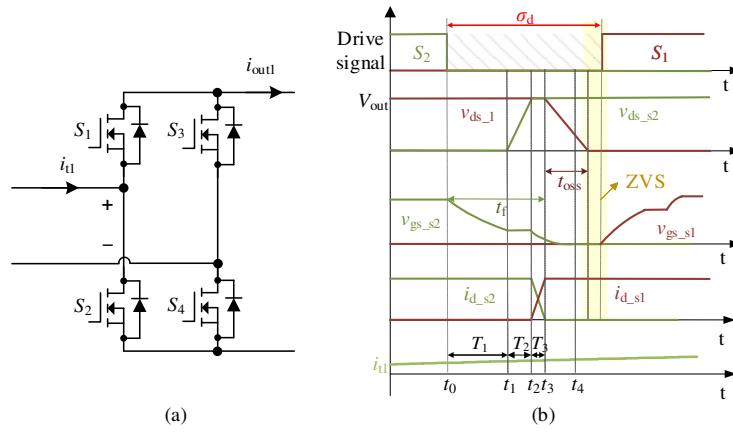 i_out1
S_1
S_3
i_t1
+
−
S_2
S_4
(a)
σ_d
Drive
signal
S_2
S_1
t
V_out
v_ds_1
v_ds_s2
t
t_oss
ZVS
t_f
v_gs_s2
v_gs_s1
t
i_d_s2
i_d_s1
t
T_1
T_2
T_3
i_t1
t_0
t_1
t_2
t_3
t_4
t
(b)